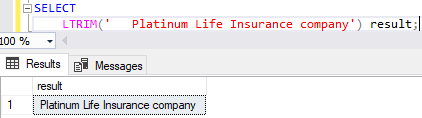 SELECT
LTRIM('   Platinum Life Insurance company') result;
100 %
Results Messages
result
1 Platinum Life Insurance company